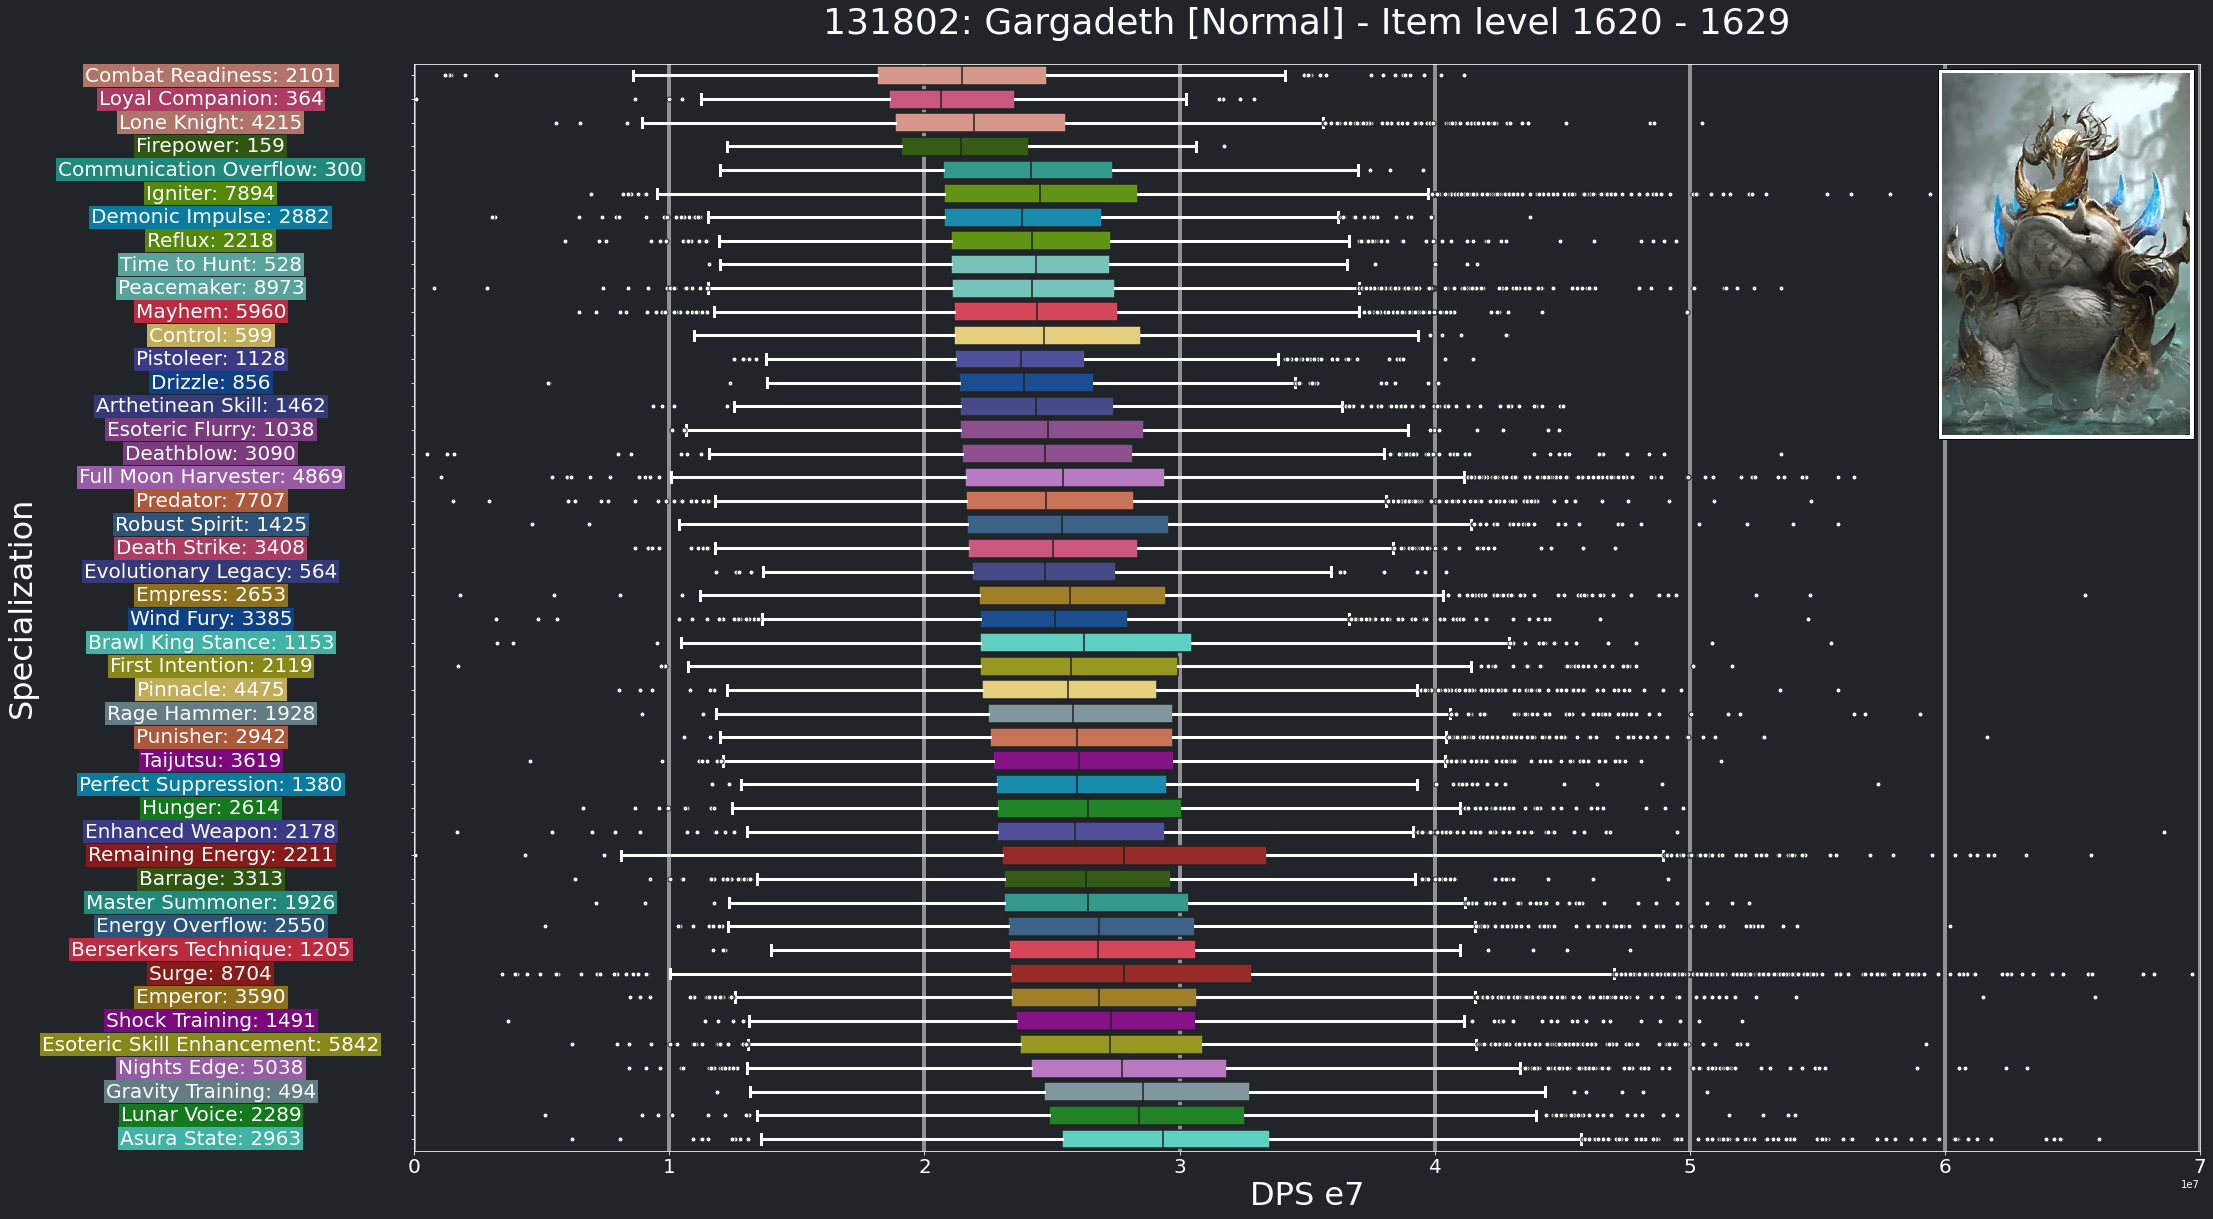 131802: Gargadeth [Normal] - Item level 1620 - 1629
Combat Readiness: 2101
Loyal Companion: 364
Lone Knight: 4215
Firepower: 159
Communication Overflow: 300
Igniter: 7894
Demonic Impulse: 2882
Reflux: 2218
Time to Hunt: 528
Peacemaker: 8973
Mayhem: 5960
Control: 599
Pistoleer: 1128
Drizzle: 856
Arthetinean Skill: 1462
Esoteric Flurry: 1038
Deathblow: 3090
Full Moon Harvester: 4869
Predator: 7707
Robust Spirit: 1425
Death Strike: 3408
Evolutionary Legacy: 564
Empress: 2653
Wind Fury: 3385
Brawl King Stance: 1153
First Intention: 2119
Pinnacle: 4475
Rage Hammer: 1928
Punisher: 2942
Taijutsu: 3619
Perfect Suppression: 1380
Hunger: 2614
Enhanced Weapon: 2178
Remaining Energy: 2211
Barrage: 3313
Master Summoner: 1926
Energy Overflow: 2550
Berserkers Technique: 1205
Surge: 8704
Emperor: 3590
Shock Training: 1491
Esoteric Skill Enhancement: 5842
Nights Edge: 5038
Gravity Training: 494
Lunar Voice: 2289
Asura State: 2963
Specialization
0 1 2 3 4 5 6 7
1e7
DPS e7